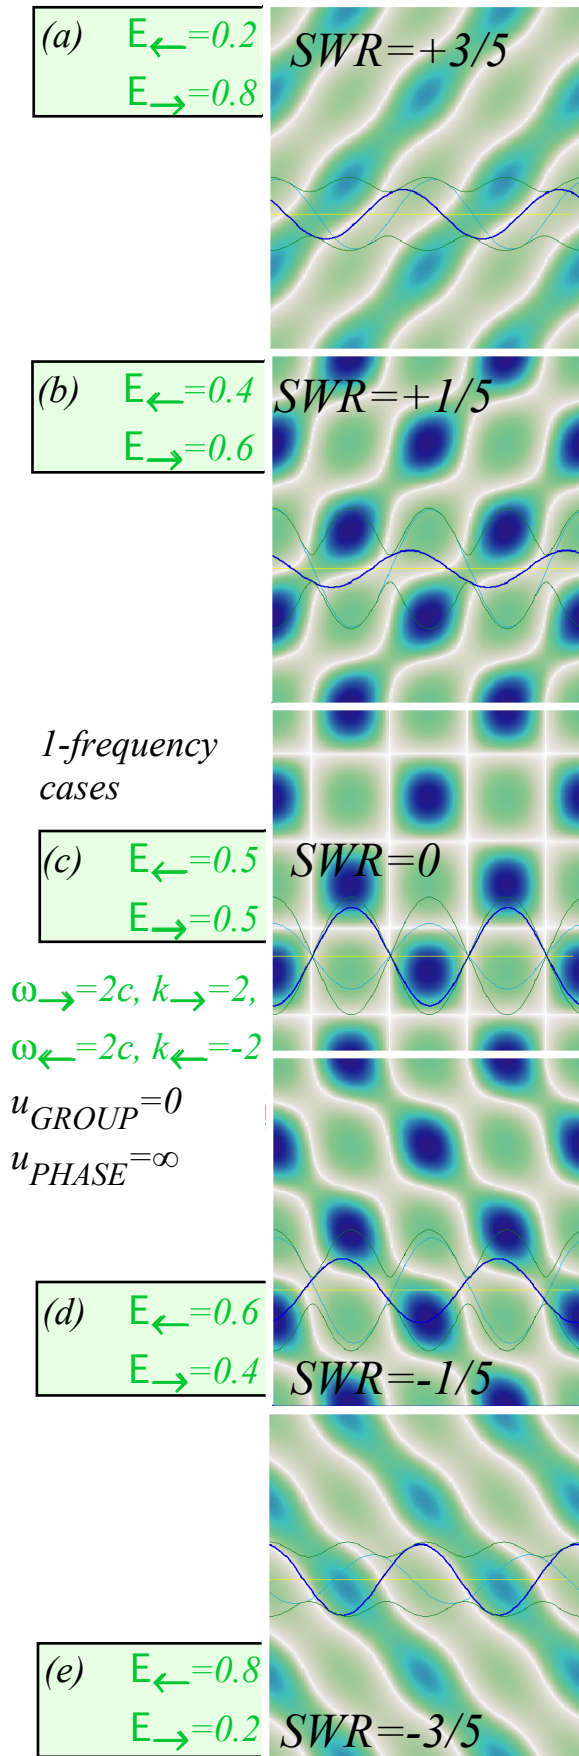 (a) E←=0.2 SWR=+3/5
E→=0.8
(b) E←=0.4 SWR=+1/5
E→=0.6
1-frequency
cases
(c) E←=0.5 SWR=0
E→=0.5
ω→=2c, k→=2,
ω←=2c, k←=-2
uGROUP=0
uPHASE=∞
(d) E←=0.6
E→=0.4 SWR=-1/5
(e) E←=0.8
E→=0.2 SWR=-3/5